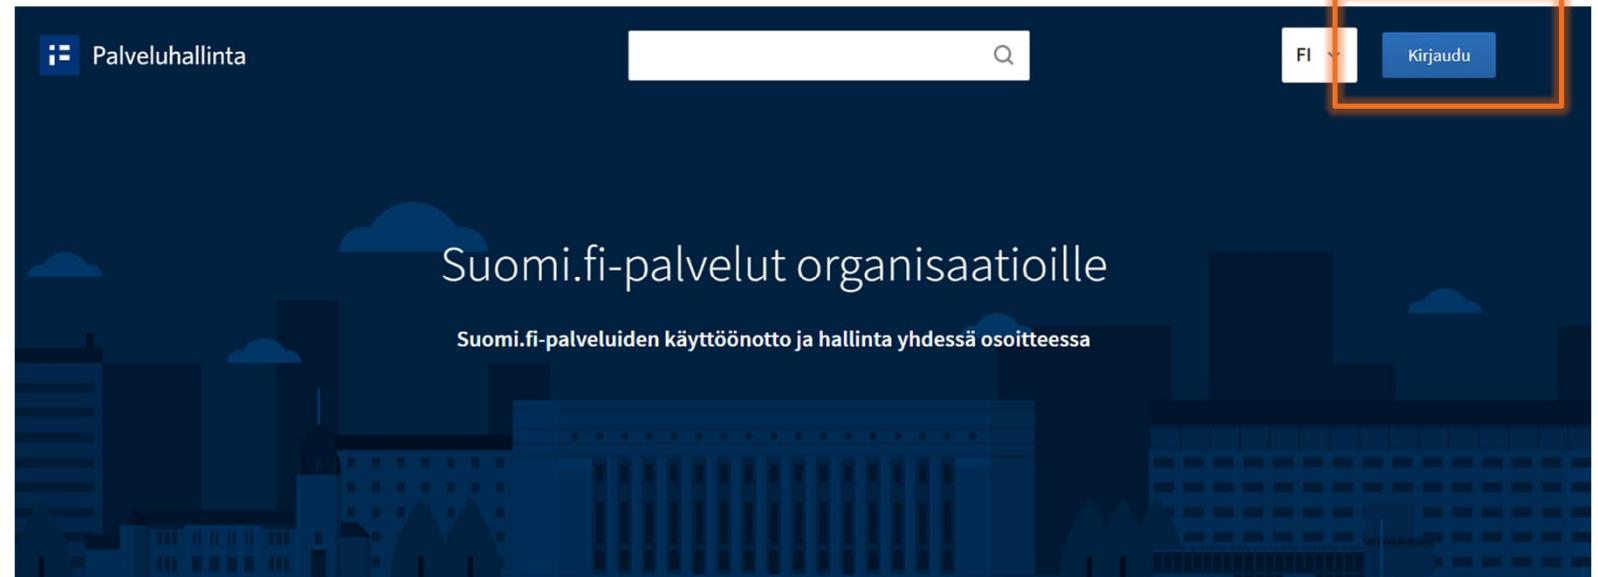 Palveluhallinta
FI
Kirjaudu
Suomi.fi-palvelut organisaatioille
Suomi.fi-palveluiden käyttöönotto ja hallinta yhdessä osoitteessa